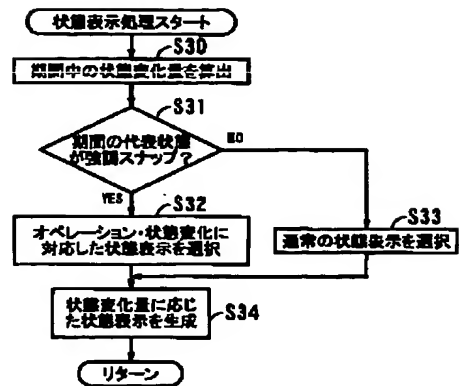 状態表示処理スタート
S30
期間中の状態変化量を算出
S31
期間の代表状態
が強調スナップ?
NO
YES
S32
オペレーション・状態変化に
対応した状態表示を選択
S33
通常の状態表示を選択
状態変化量に応じ
た状態表示を生成
S34
リターン